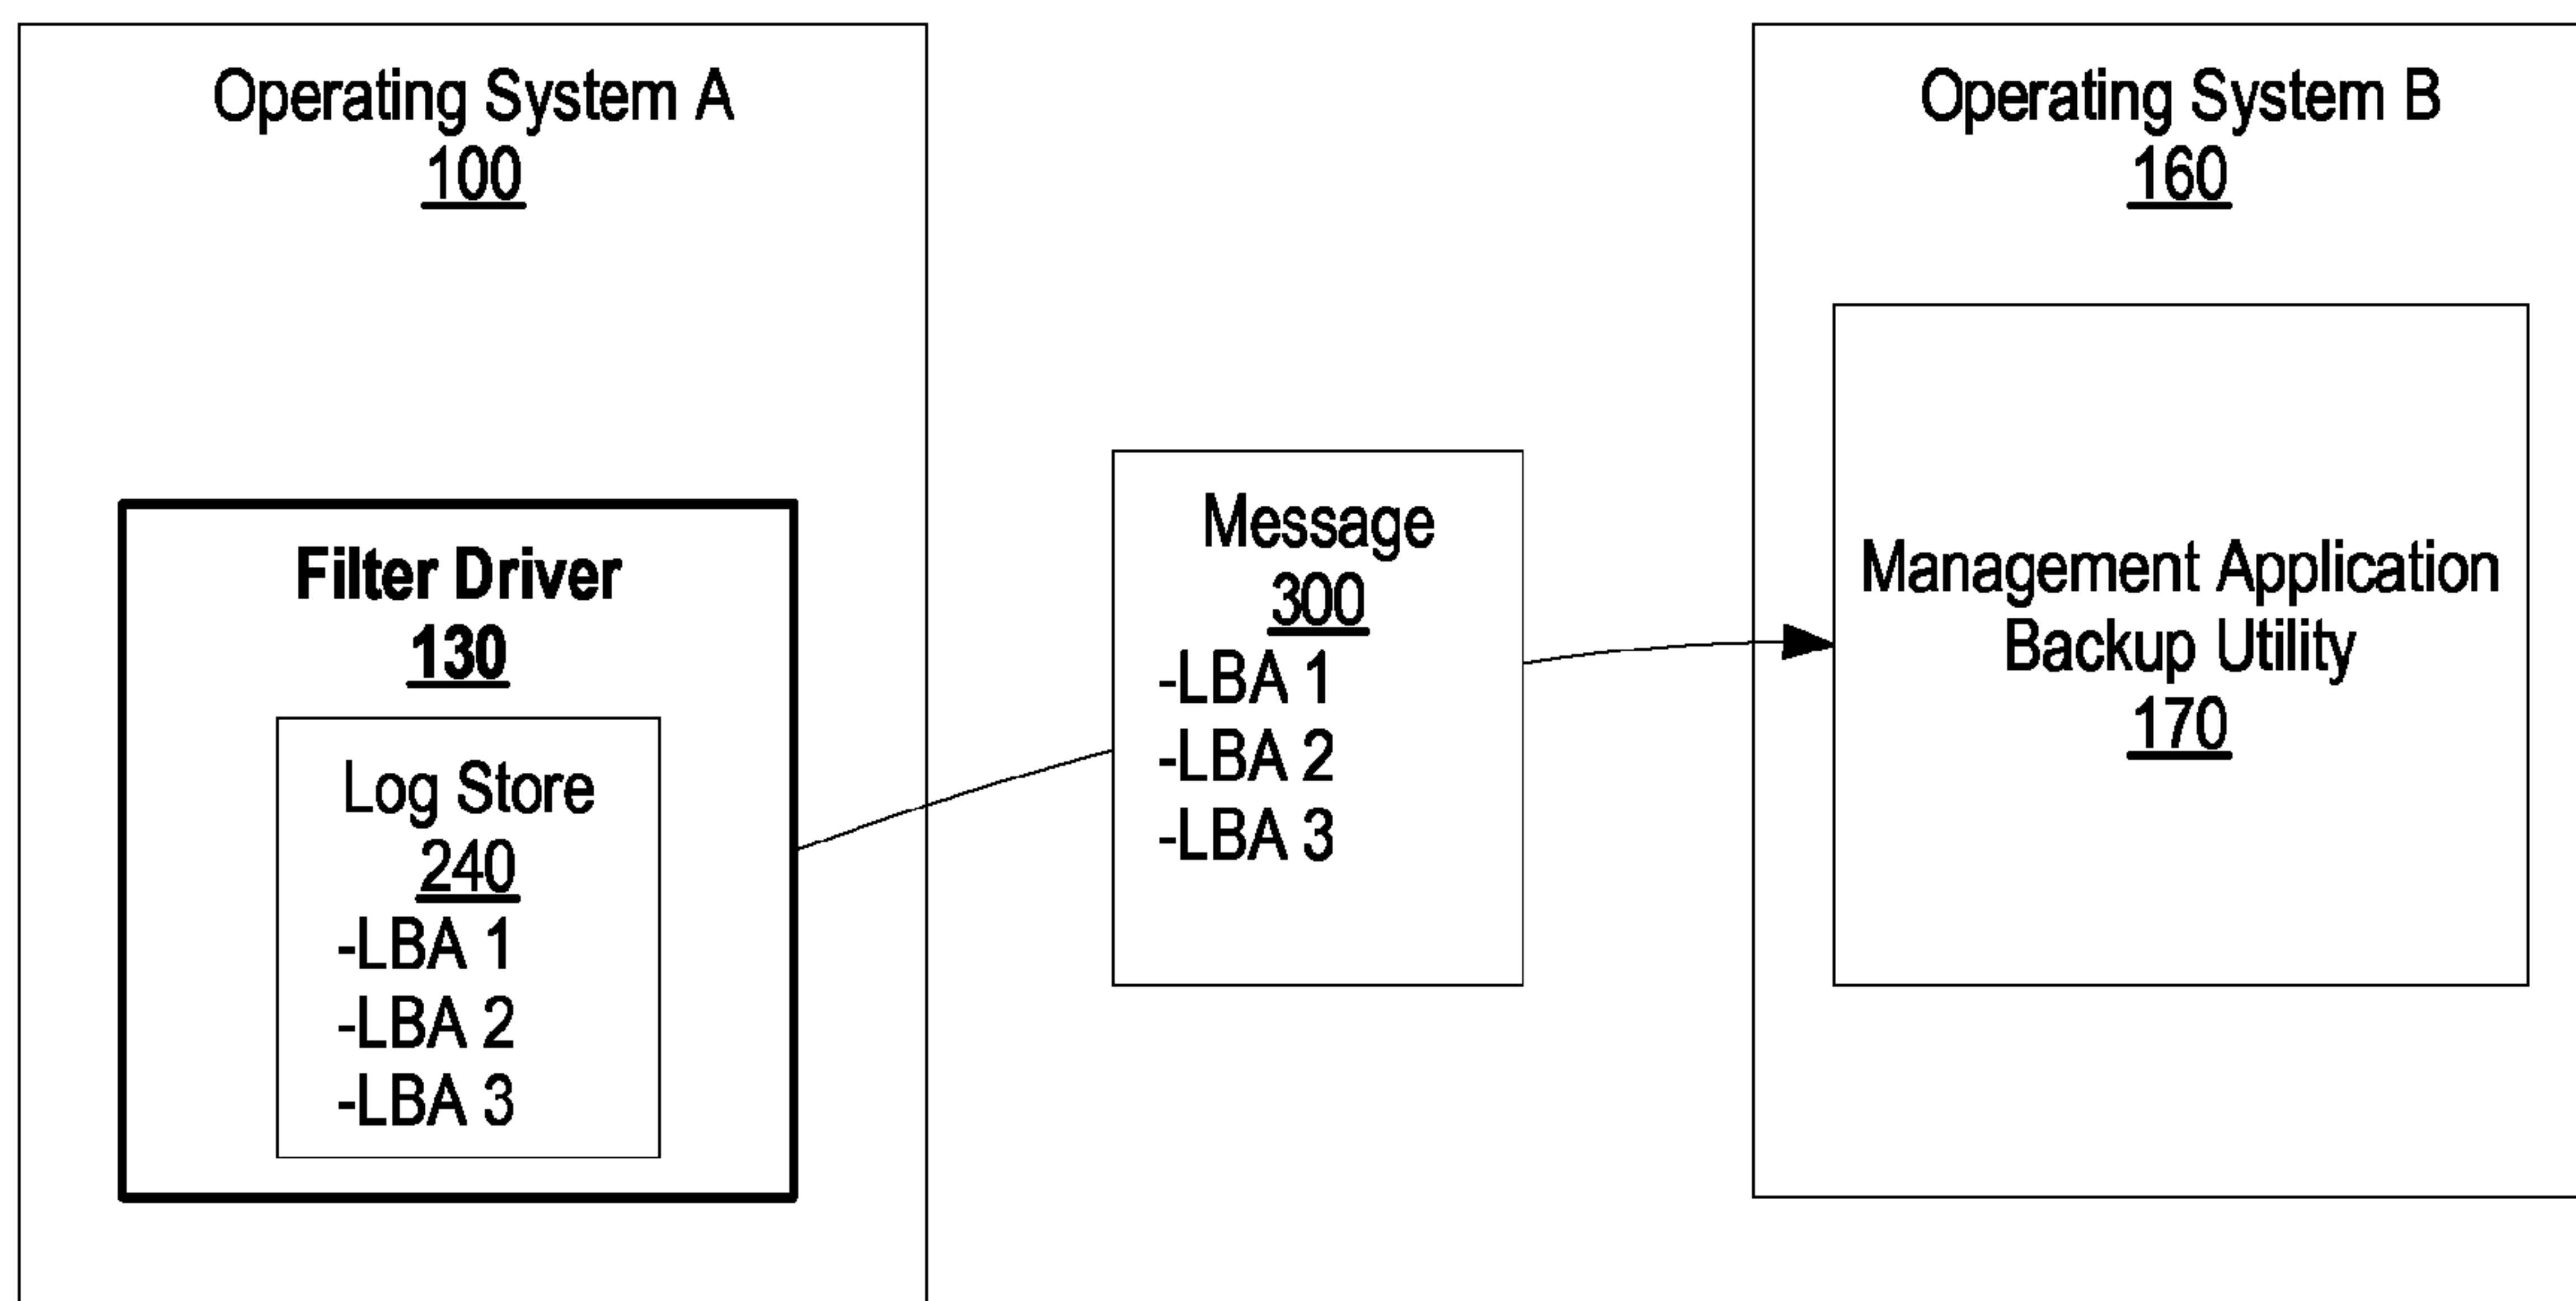 Operating System A
100
Filter Driver
130
Log Store
240
-LBA 1
-LBA 2
-LBA 3
Message
300
-LBA 1
-LBA 2
-LBA 3
Operating System B
160
Management Application
Backup Utility
170